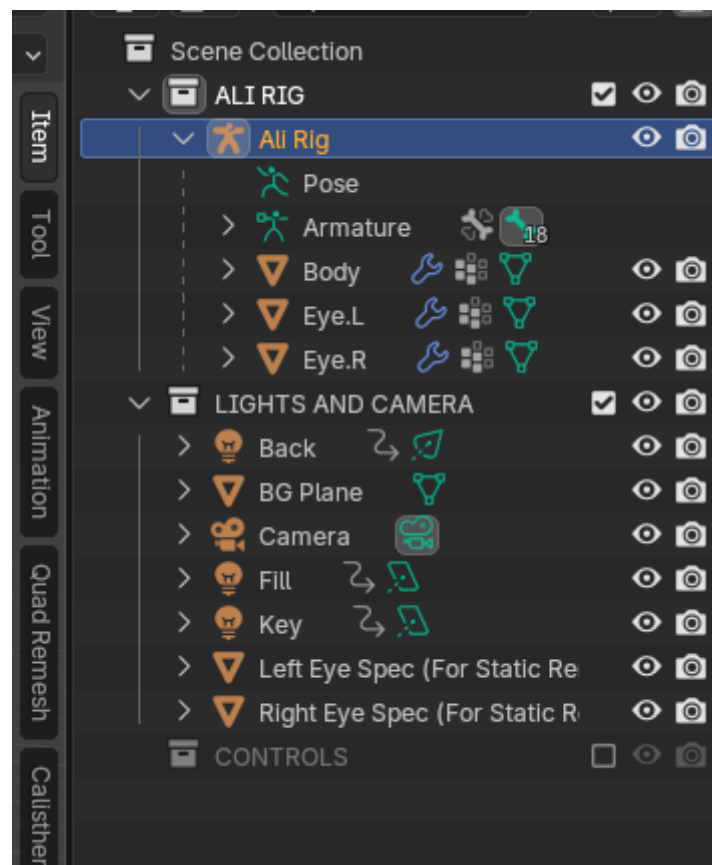 Scene Collection
ALI RIG
Ali Rig
Pose
Armature
18
Body
Eye.L
Eye.R
LIGHTS AND CAMERA
Back
BG Plane
Camera
Fill
Key
Left Eye Spec (For Static Re
Right Eye Spec (For Static R
CONTROLS
Item
Tool
View
Animation
Quad Remesh
Calisther